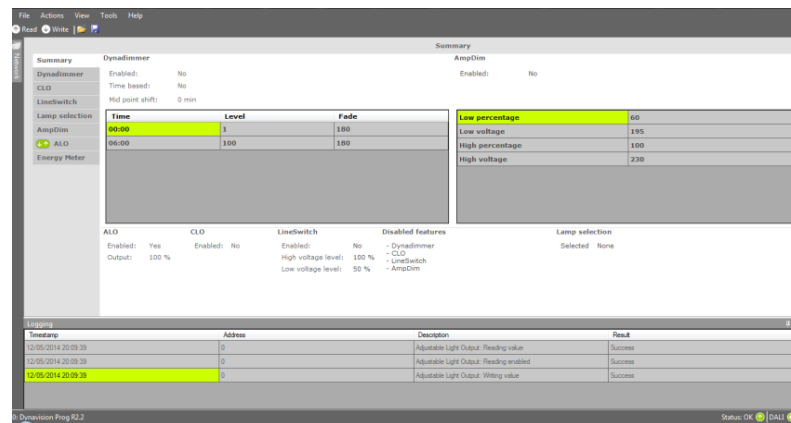 File Actions View Tools Help
Read Write
Network
Summary
Summary
Dynadimmer
CLO
LineSwitch
Lamp selection
AmpDim
ALO
Energy Meter
Dynadimmer
Enabled: No
Time based: No
Mid point shift: 0 min
AmpDim
Enabled: No
Time Level Fade
00:00 1 180
06:00 100 180
Low percentage 60
Low voltage 195
High percentage 100
High voltage 230
ALO
Enabled: Yes
Output: 100 %
CLO
Enabled: No
LineSwitch
Enabled: No
High voltage level: 100 %
Low voltage level: 50 %
Disabled features
- Dynadimmer
- CLO
- LineSwitch
- AmpDim
Lamp selection
Selected None
Logging
Timestamp Address Description Result
12/05/2014 20:09:39 0 Adjustable Light Output: Reading value Success
12/05/2014 20:09:39 0 Adjustable Light Output: Reading enabled Success
12/05/2014 20:09:39 0 Adjustable Light Output: Writing value Success
0: Dynavision Prog R2.2
Status: OK DALI